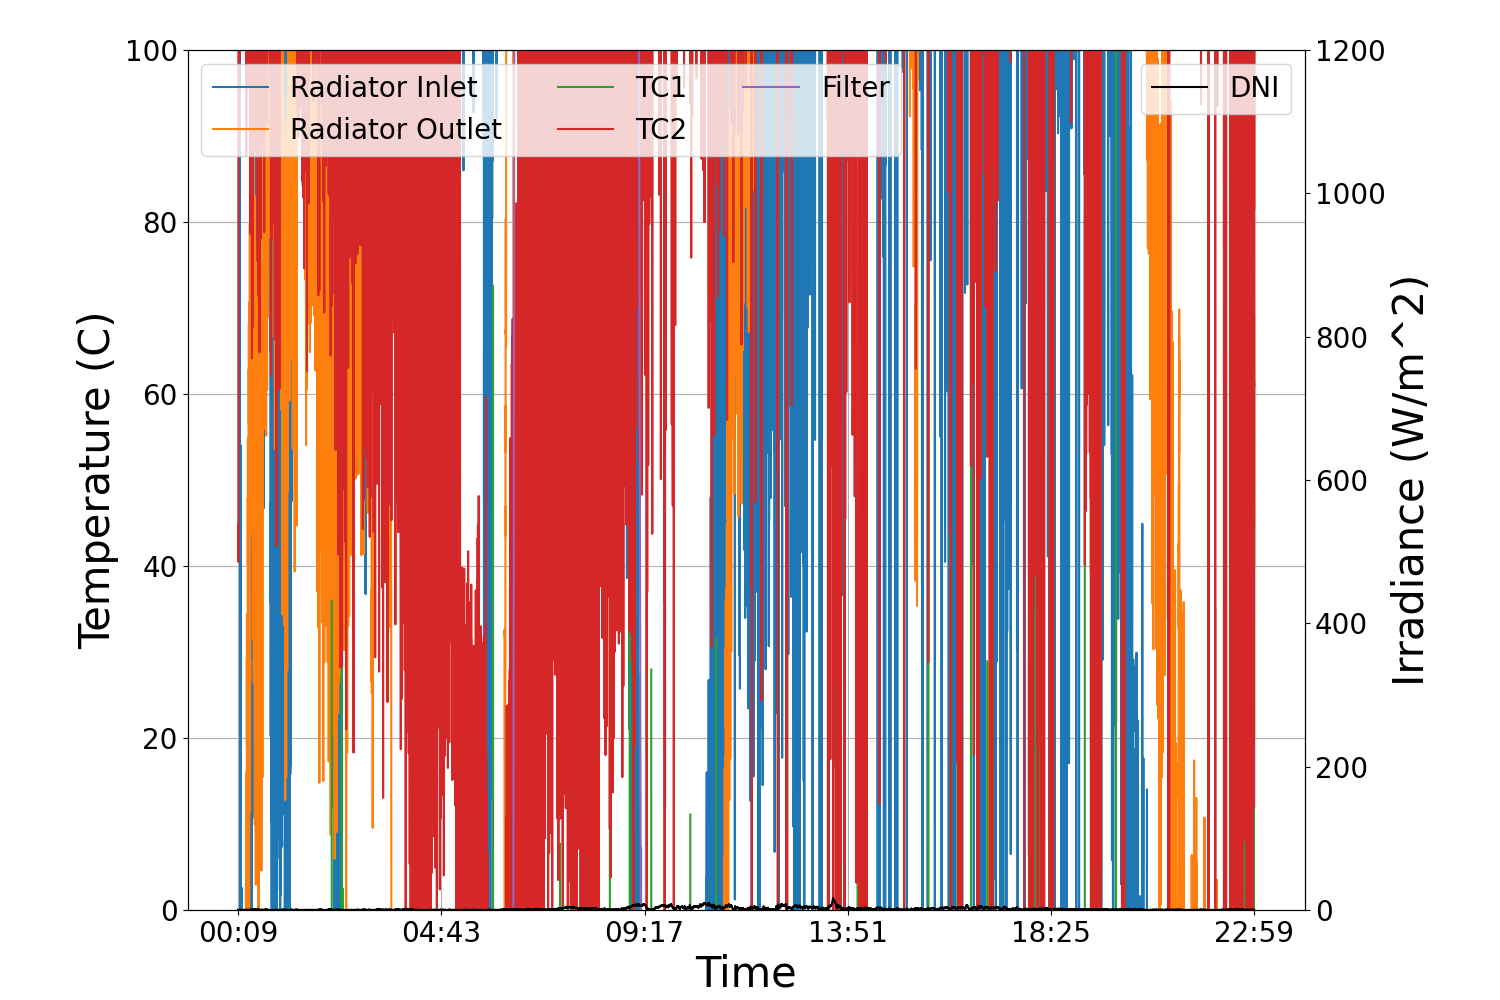 100
80
60
40
20
0
Temperature (C)
1200
1000
800
600
400
200
0
Irradiance (W/m^2)
Radiator Inlet
Radiator Outlet
TC1
TC2
Filter
DNI
00:09
04:43
09:17
13:51
18:25
22:59
Time